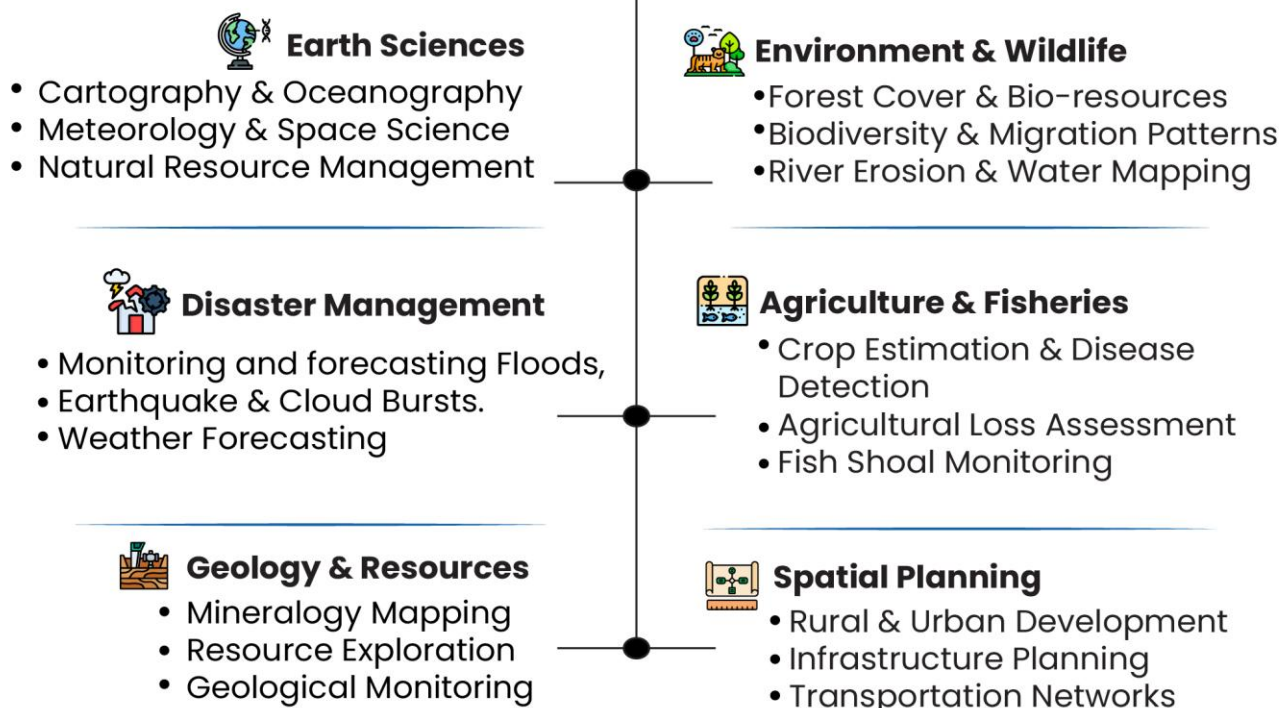 Earth Sciences
• Cartography & Oceanography
• Meteorology & Space Science
• Natural Resource Management
Environment & Wildlife
•Forest Cover & Bio-resources
•Biodiversity & Migration Patterns
•River Erosion & Water Mapping
Disaster Management
• Monitoring and forecasting Floods,
• Earthquake & Cloud Bursts.
• Weather Forecasting
Agriculture & Fisheries
• Crop Estimation & Disease
Detection
• Agricultural Loss Assessment
• Fish Shoal Monitoring
Geology & Resources
• Mineralogy Mapping
• Resource Exploration
• Geological Monitoring
Spatial Planning
• Rural & Urban Development
• Infrastructure Planning
• Transportation Networks